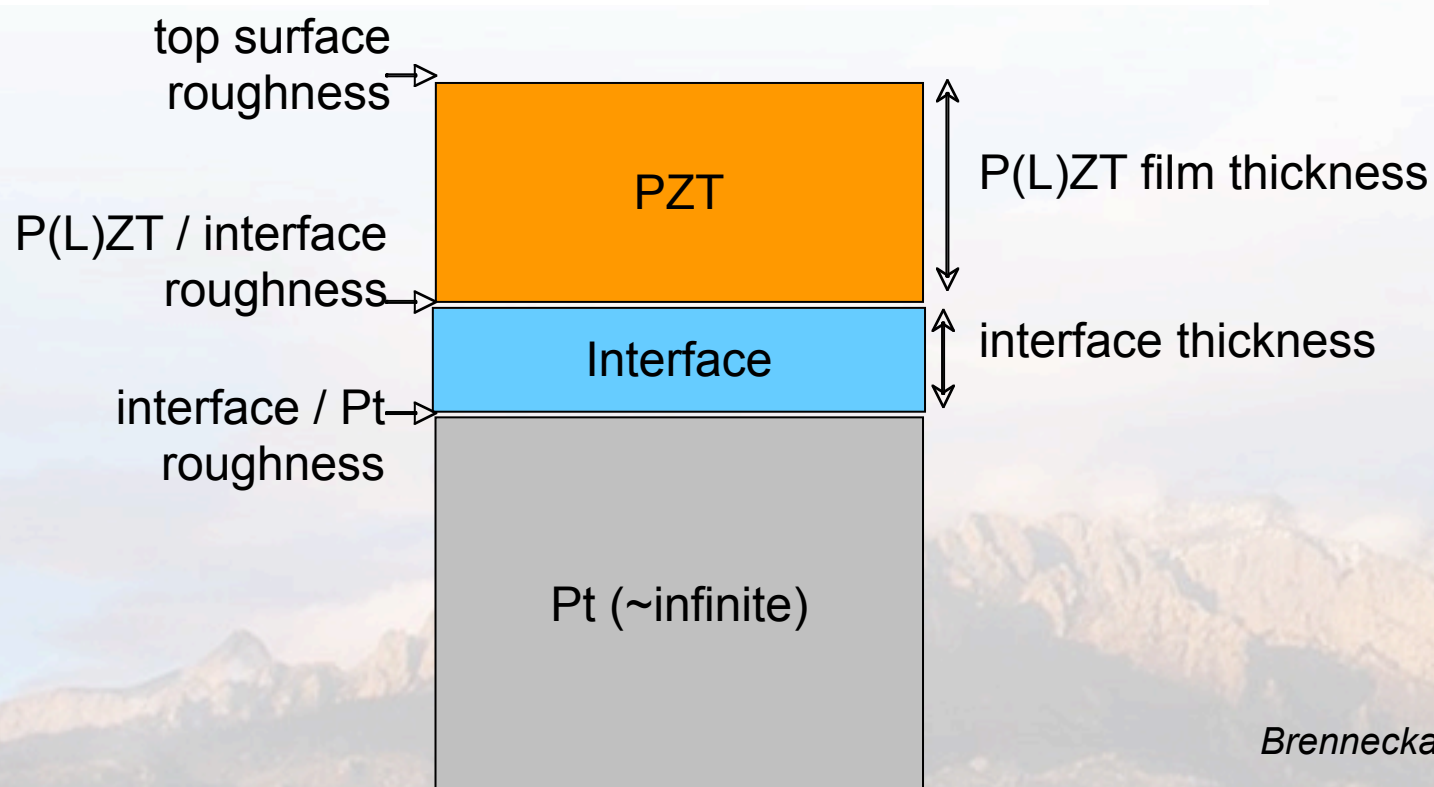 top surface
roughness
PZT
P(L)ZT film thickness
P(L)ZT / interface
roughness
Interface
interface thickness
interface / Pt
roughness
Pt (~infinite)
Brennecka